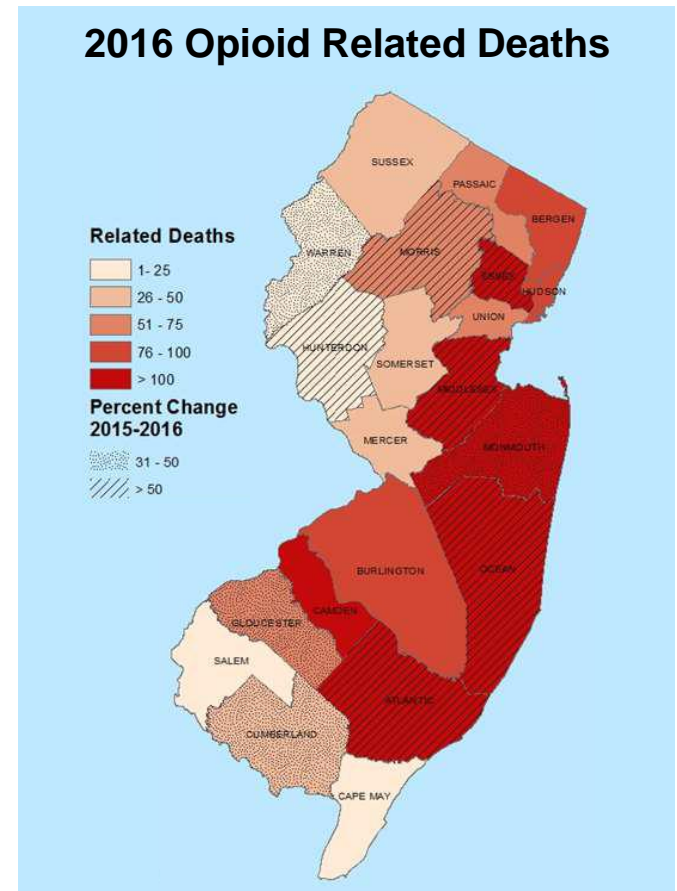 2016 Opioid Related Deaths
SUSSEX
PASSAIC
BERGEN
WARREN
MORRIS
ESSEX
HUDSON
UNION
HUNTERDON
SOMERSET
MIDDLESEX
MERCER
MONMOUTH
BURLINGTON
OCEAN
CAMDEN
GLOUCESTER
SALEM
ATLANTIC
CUMBERLAND
CAPE MAY
Related Deaths
1- 25
26 - 50
51 - 75
76 - 100
> 100
Percent Change
2015-2016
31 - 50
> 50